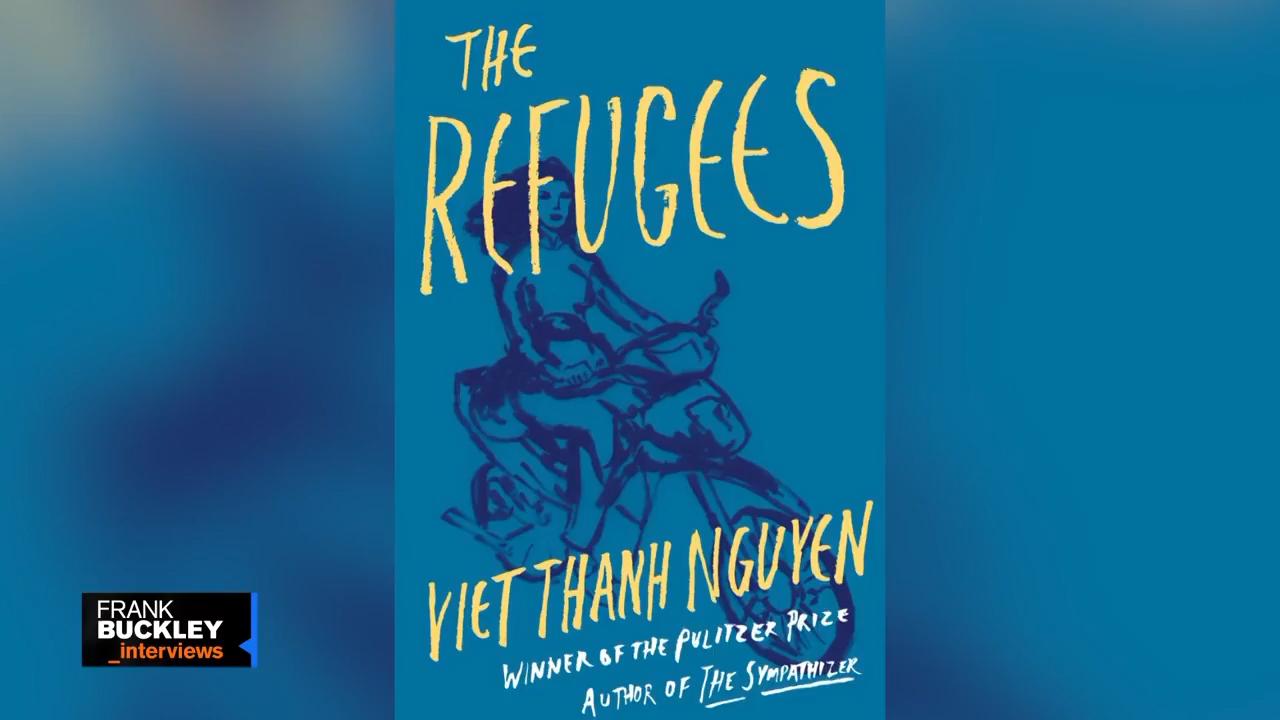 THE
REFUGEES
VIET THANH NGUYEN
WINNER OF THE PULITZER PRIZE
AUTHOR OF THE SYMPATHIZER
FRANK
BUCKLEY
_interviews